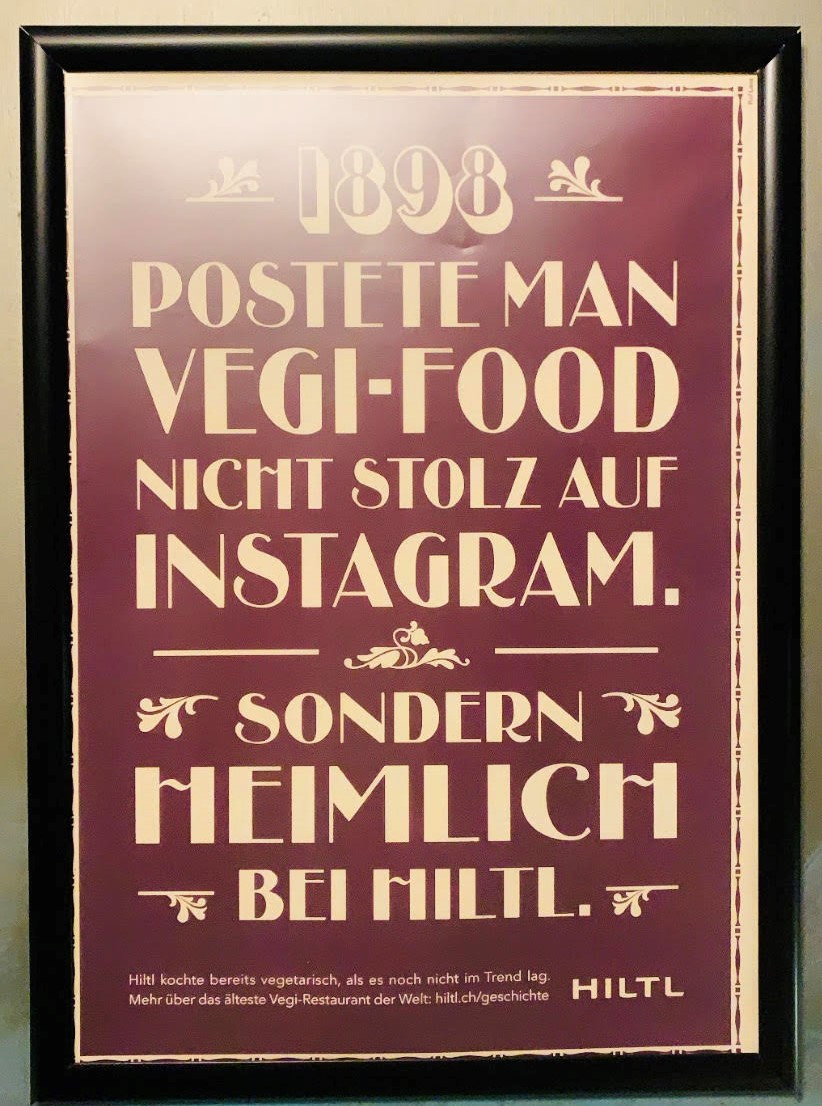 1898
POSTETE MAN
VEGI-FOOD
NICHT STOLZ AUF
INSTAGRAM.
SONDERN
HEIMLICH
BEI HILTL.
Hiltl kochte bereits vegetarisch, als es noch nicht im Trend lag.
Mehr über das älteste Vegi-Restaurant der Welt: hiltl.ch/geschichte
HILTL